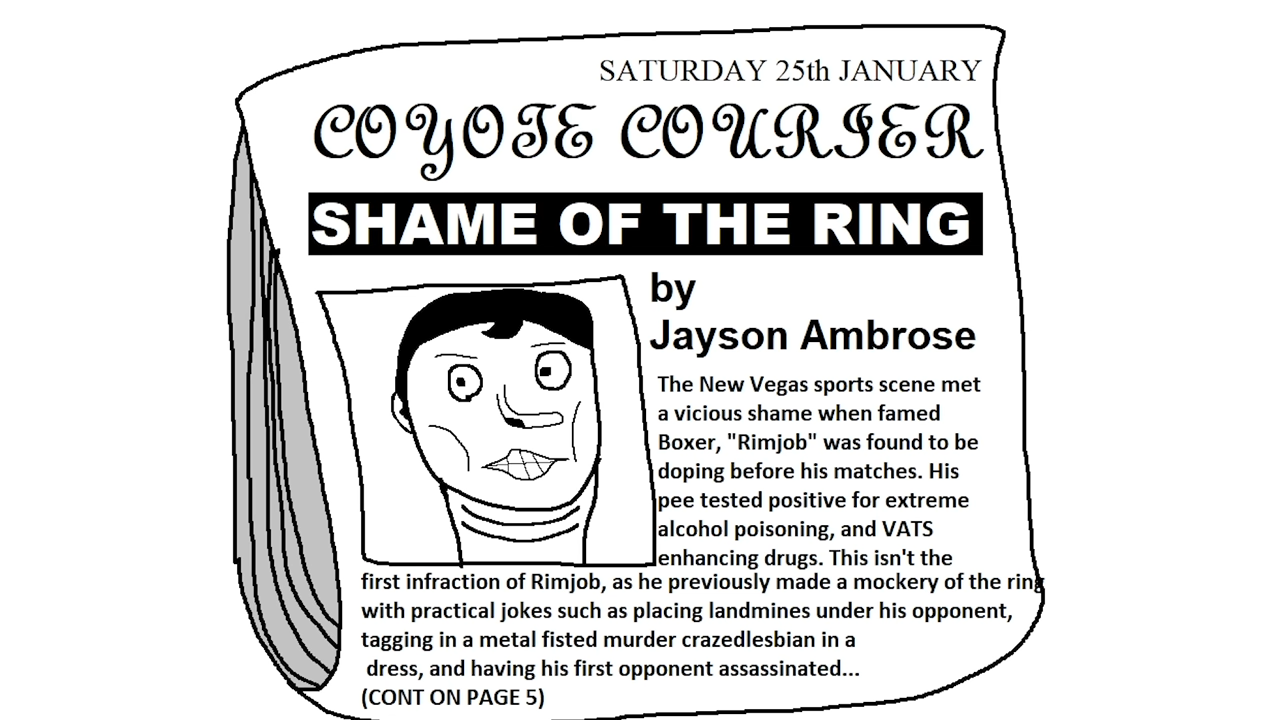 SATURDAY 25th JANUARY
COYOTE COURIER
SHAME OF THE RING
by
Jayson Ambrose
The New Vegas sports scene met
a vicious shame when famed
Boxer, "Rimjob" was found to be
doping before his matches. His
pee tested positive for extreme
alcohol poisoning, and VATS
enhancing drugs. This isn't the
first infraction of Rimjob, as he previously made a mockery of the ring
with practical jokes such as placing landmines under his opponent,
tagging in a metal fisted murder crazedlesbian in a
dress, and having his first opponent assassinated...
(CONT ON PAGE 5)